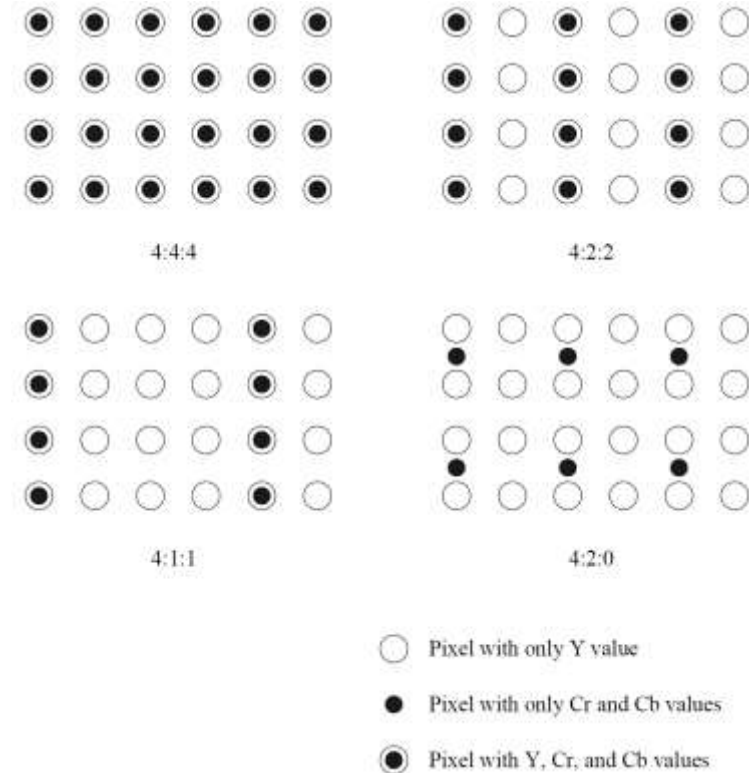 4:4:4
4:2:2
4:1:1
4:2:0
Pixel with only Y value
Pixel with only Cr and Cb values
Pixel with Y, Cr, and Cb values